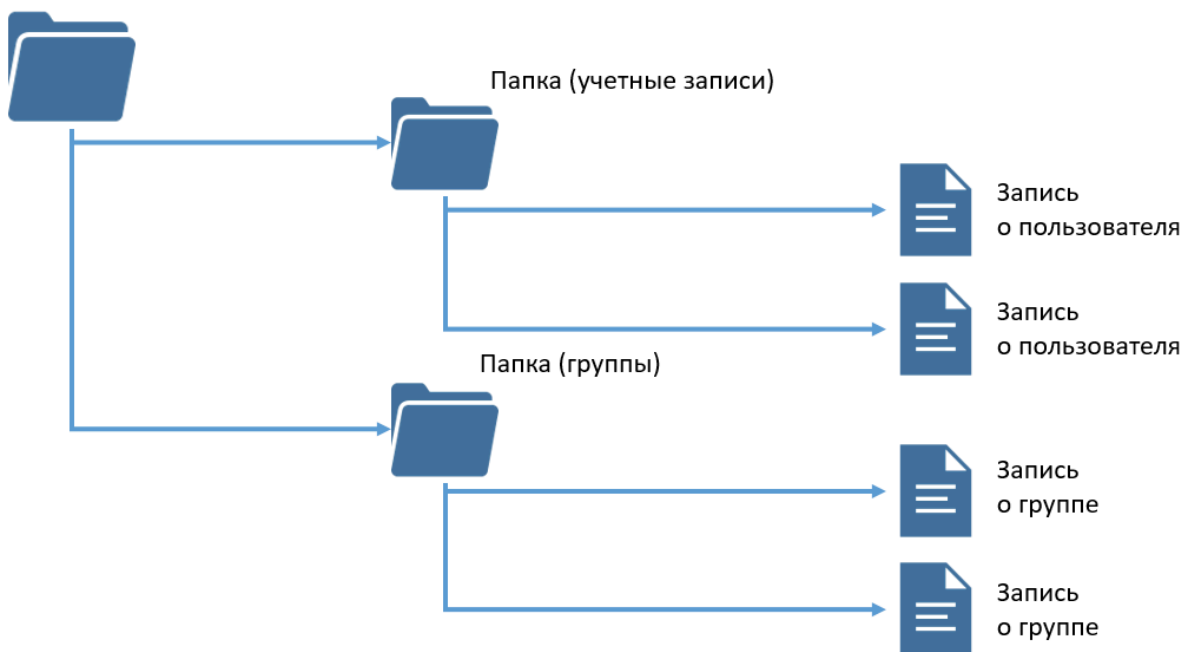 Папка (учетные записи)
Запись
о пользователя
Запись
о пользователя
Папка (группы)
Запись
о группе
Запись
о группе